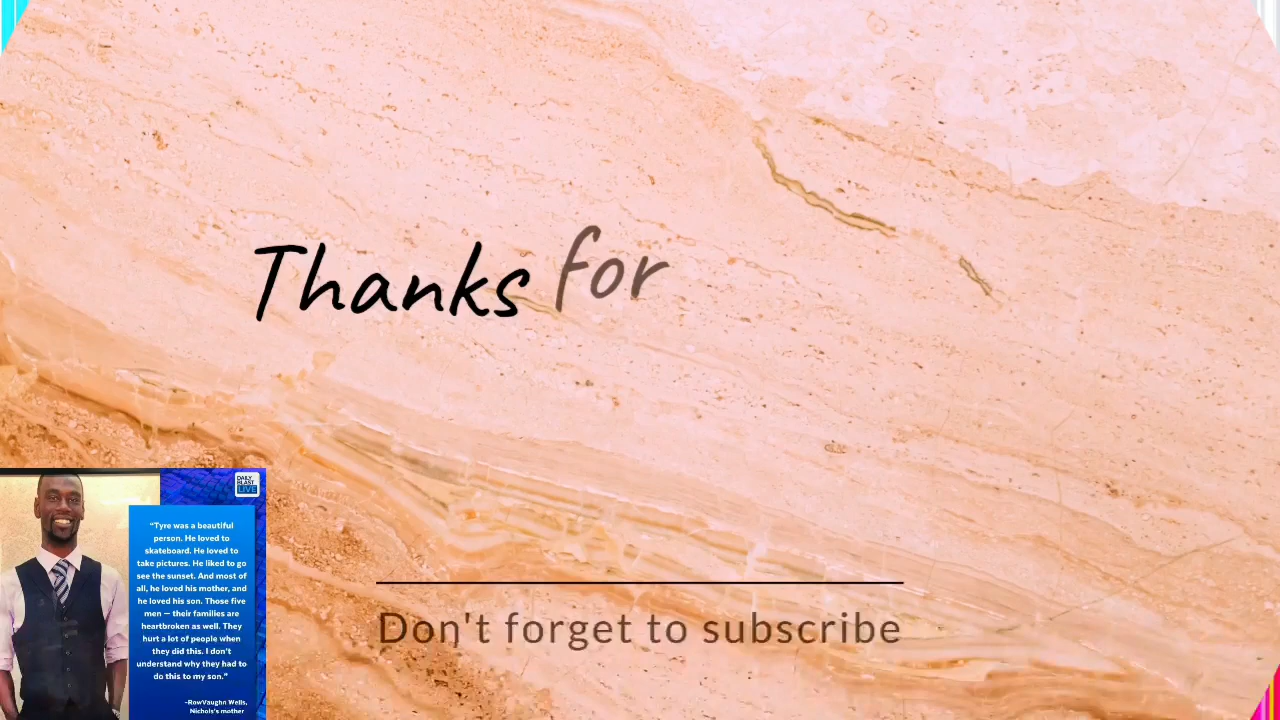 Thanks for
Don't forget to subscribe
DAILY
BLAST
LIVE
“Tyre was a beautiful
person. He loved to
skateboard. He loved to
take pictures. He liked to go
see the sunset. And most of
all, he loved his mother, and
he loved his son. Those five
men — their families are
heartbroken as well. They
hurt a lot of people when
they did this. I don’t
understand why they had to
do this to my son.”
–RowVaughn Wells,
Nichols's mother